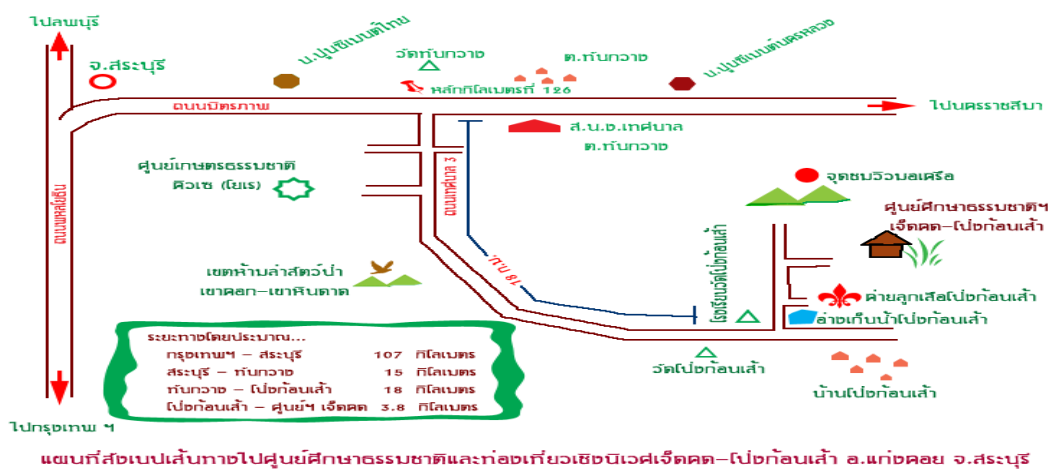 ไปลพบุรี
จ.สระบุรี
บ.ปูนซิเมนต์ไทย
วัดทับกวาง
ต.ทับกวาง
บ.ปูนซิเมนต์นครหลวง
หลักกิโลเมตรที่ 126
ถนนมิตรภาพ
ไปนครราชสีมา
ส.น.ง.เทศบาล
ต.ทับกวาง
ศูนย์เกษตรธรรมชาติ
คิวเซ (โยเร)
ถนนเทศบาล 3
ถนนพหลโยธิน
18 ก.ม.
จุดชมวิวมอเครือ
ศูนย์ศึกษาธรรมชาติฯ
เจ็ดคด-โป่งก้อนเส้า
โรงเรียนวัดโป่งก้อนเส้า
เขตห้ามล่าสัตว์ป่า
เขาคอก-เขาหินดาด
ค่ายลูกเสือโป่งก้อนเส้า
อ่างเก็บน้ำโป่งก้อนเส้า
วัดโป่งก้อนเส้า
บ้านโป่งก้อนเส้า
ระยะทางโดยประมาณ...
กรุงเทพฯ - สระบุรี 107 กิโลเมตร
สระบุรี - ทับกวาง 15 กิโลเมตร
ทับกวาง - โป่งก้อนเส้า 18 กิโลเมตร
โป่งก้อนเส้า - ศูนย์ฯ เจ็ดคด 3.8 กิโลเมตร
ไปกรุงเทพ ฯ
แผนที่สังเขปเส้นทางไปศูนย์ศึกษาธรรมชาติและท่องเที่ยวเชิงนิเวศเจ็ดคด-โป่งก้อนเส้า อ.แก่งคอย จ.สระบุรี